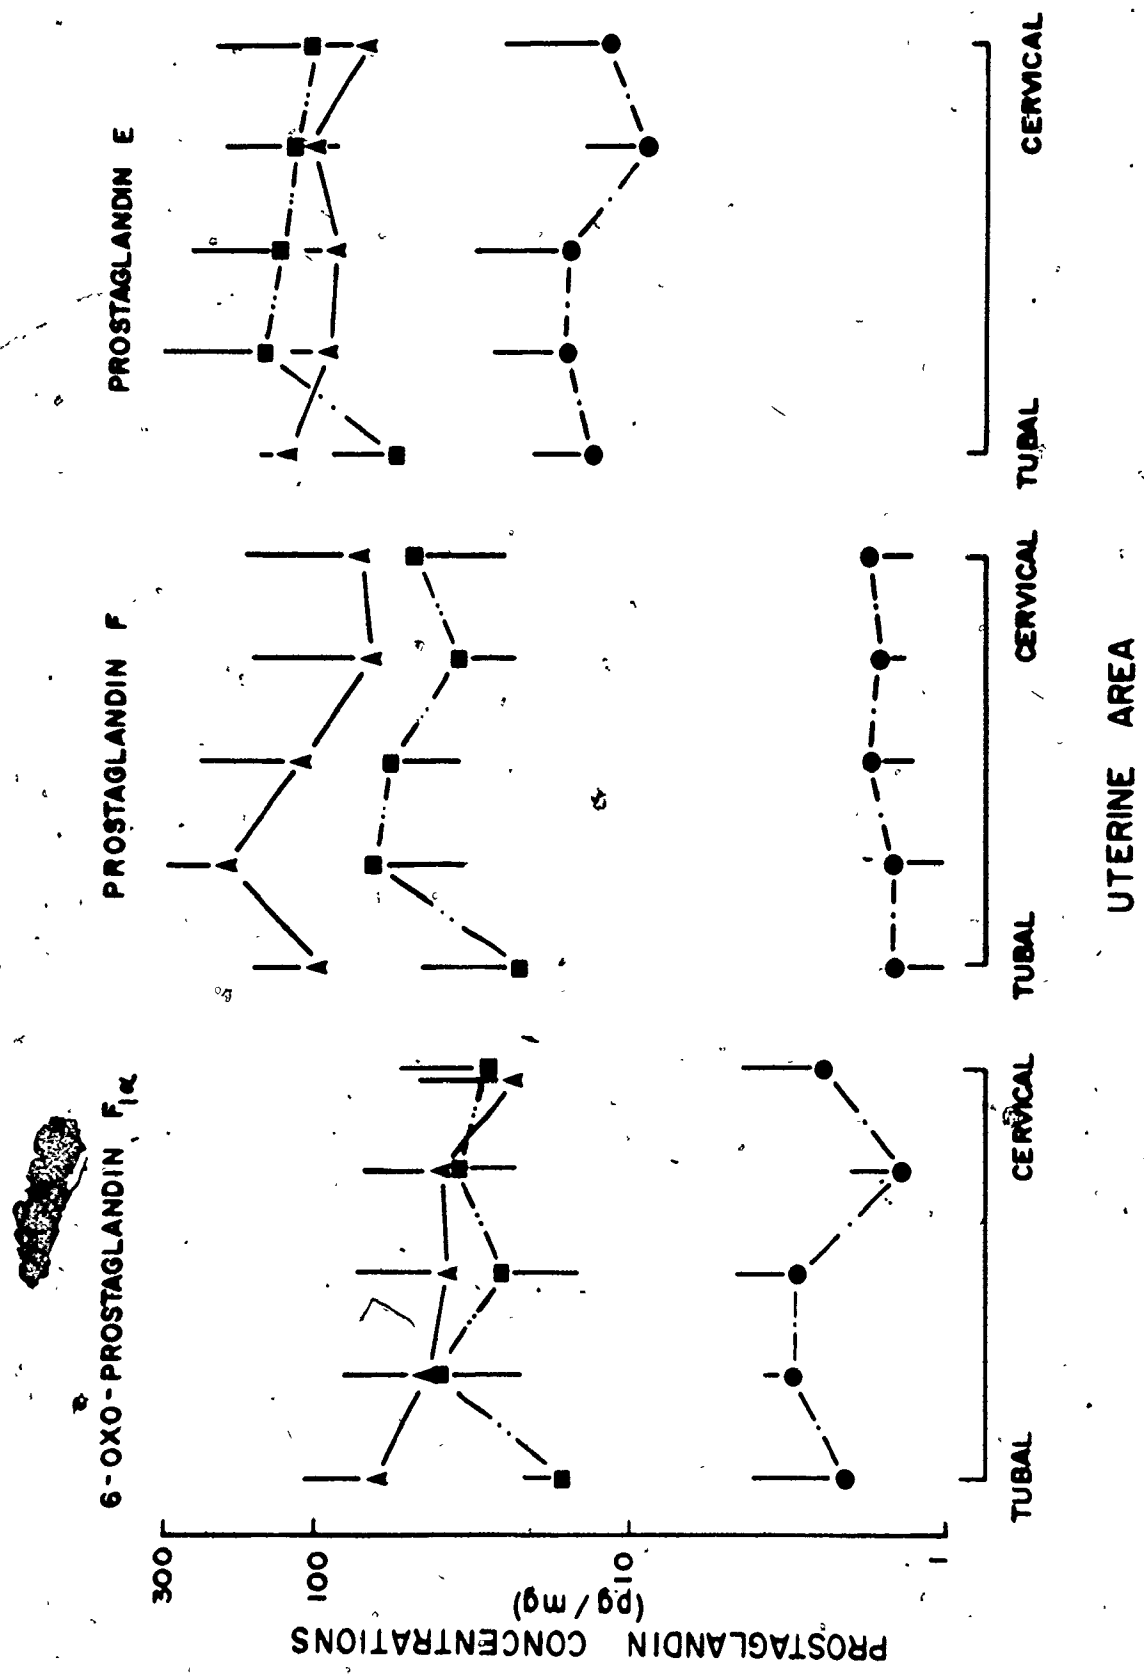 6-OXO-PROSTAGLANDIN F1α
PROSTAGLANDIN F
PROSTAGLANDIN E
300
100
10
1
PROSTAGLANDIN CONCENTRATIONS
(pg/mg)
TUBAL
CERVICAL
TUBAL
CERVICAL
TUBAL
CERVICAL
UTERINE AREA